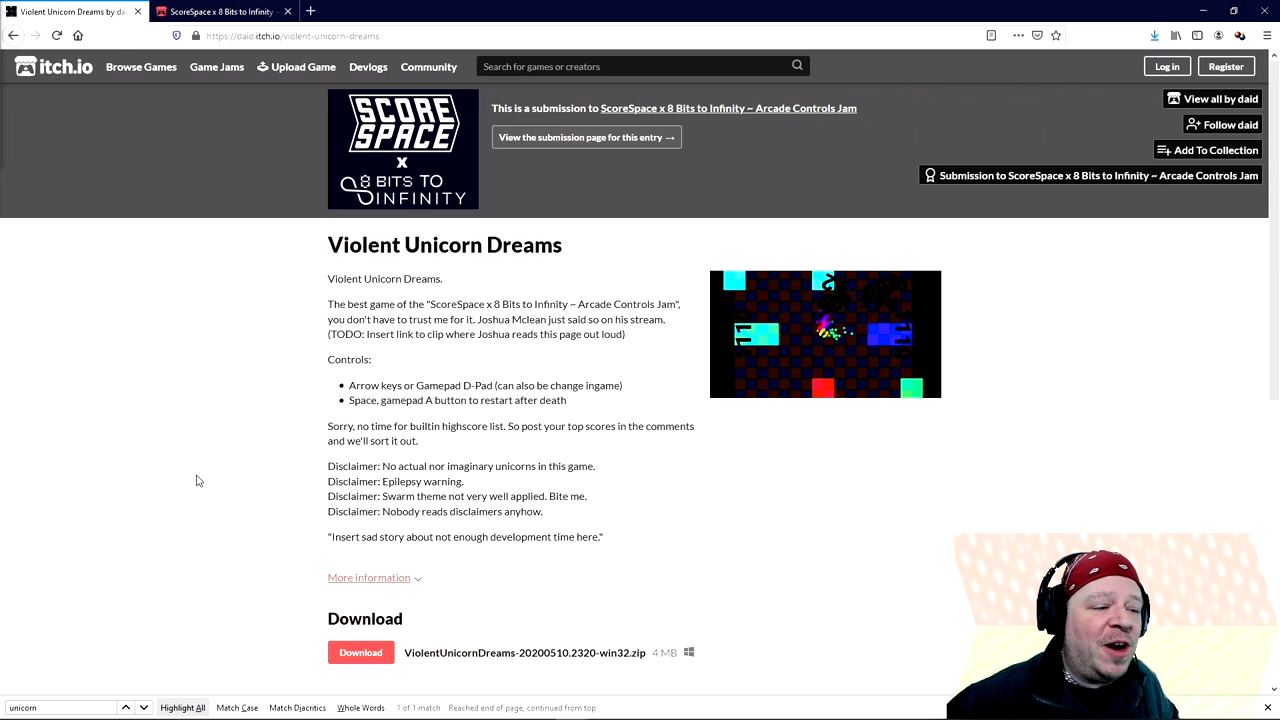 Violent Unicorn Dreams by da
ScoreSpace x 8 Bits to Infinity ~
https://daid.itch.io/violent-unicorn-dreams
itch.io
Browse Games
Game Jams
Upload Game
Devlogs
Community
Search for games or creators
Log in
Register
SCORE
SPACE
X
8 BITS TO
INFINITY
This is a submission to ScoreSpace x 8 Bits to Infinity ~ Arcade Controls Jam
View the submission page for this entry →
View all by daid
Follow daid
Add To Collection
Submission to ScoreSpace x 8 Bits to Infinity ~ Arcade Controls Jam
Violent Unicorn Dreams
Violent Unicorn Dreams.
The best game of the "ScoreSpace x 8 Bits to Infinity ~ Arcade Controls Jam",
you don't have to trust me for it. Joshua Mclean just said so on his stream.
(TODO: Insert link to clip where Joshua reads this page out loud)
Controls:
• Arrow keys or Gamepad D-Pad (can also be change ingame)
• Space, gamepad A button to restart after death
Sorry, no time for builtin highscore list. So post your top scores in the comments
and we'll sort it out.
Disclaimer: No actual nor imaginary unicorns in this game.
Disclaimer: Epilepsy warning.
Disclaimer: Swarm theme not very well applied. Bite me.
Disclaimer: Nobody reads disclaimers anyhow.
"Insert sad story about not enough development time here."
More information
Download
Download
ViolentUnicornDreams-20200510.2320-win32.zip
4 MB
unicorn
Highlight All
Match Case
Match Diacritics
Whole Words
1 of 1 match
Reached end of page, continued from top